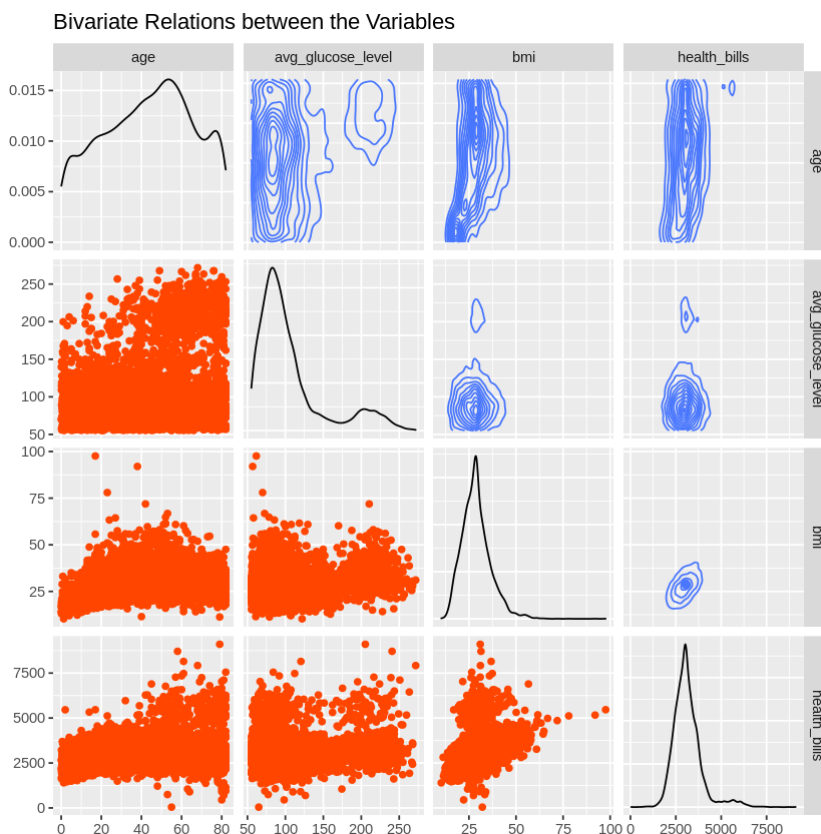 Bivariate Relations between the Variables
age avg_glucose_level bmi health_bills
0.015
0.010
0.005
0.000
age
250
200
150
100
50
avg_glucose_level
100
75
50
25
bmi
7500
5000
2500
0
health_bills
0 20 40 60 80 50 100 150 200 250 25 50 75 100 0 2500 5000 7500